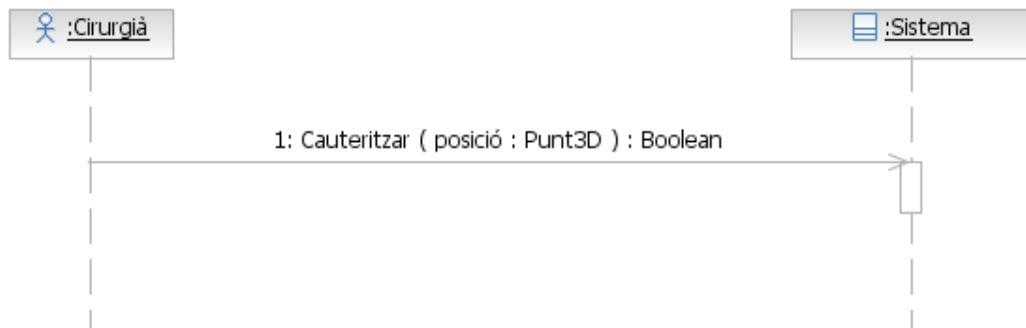 :Cirurgià
:Sistema
1: Cauteritzar ( posició : Punt3D ) : Boolean